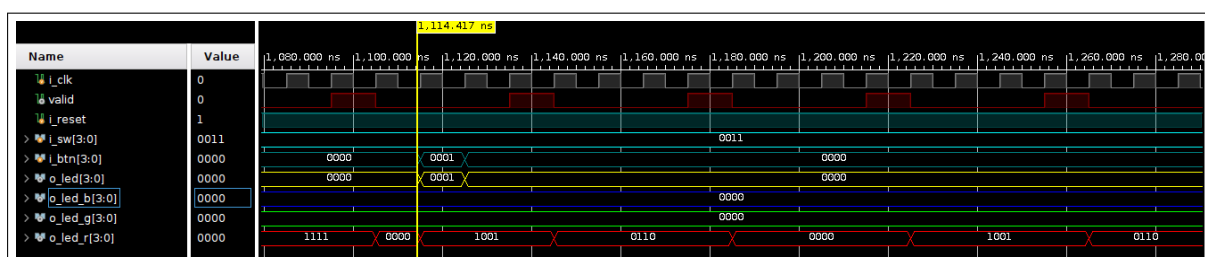 1,114.417 ns
Name Value 1,080.000 ns 1,100.000 ns 1,120.000 ns 1,140.000 ns 1,160.000 ns 1,180.000 ns 1,200.000 ns 1,220.000 ns 1,240.000 ns 1,260.000 ns 1,280.0
i_clk 0
valid 0
i_reset 1
i_sw[3:0] 0011 0011
i_btn[3:0] 0000 0000 0001 0000
o_led[3:0] 0000 0000 0001 0000
o_led_b[3:0] 0000 0000
o_led_g[3:0] 0000 0000
o_led_r[3:0] 0000 1111 0000 1001 0110 0000 1001 0110